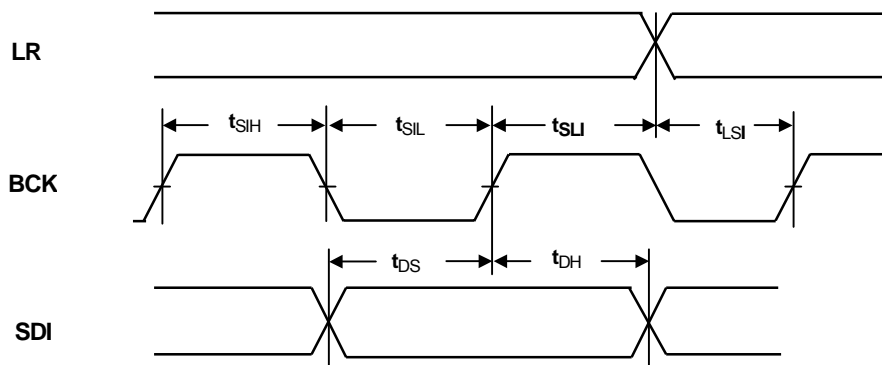 LR
tSIH tSIL tSLI tLSI
BCK
tDS tDH
SDI